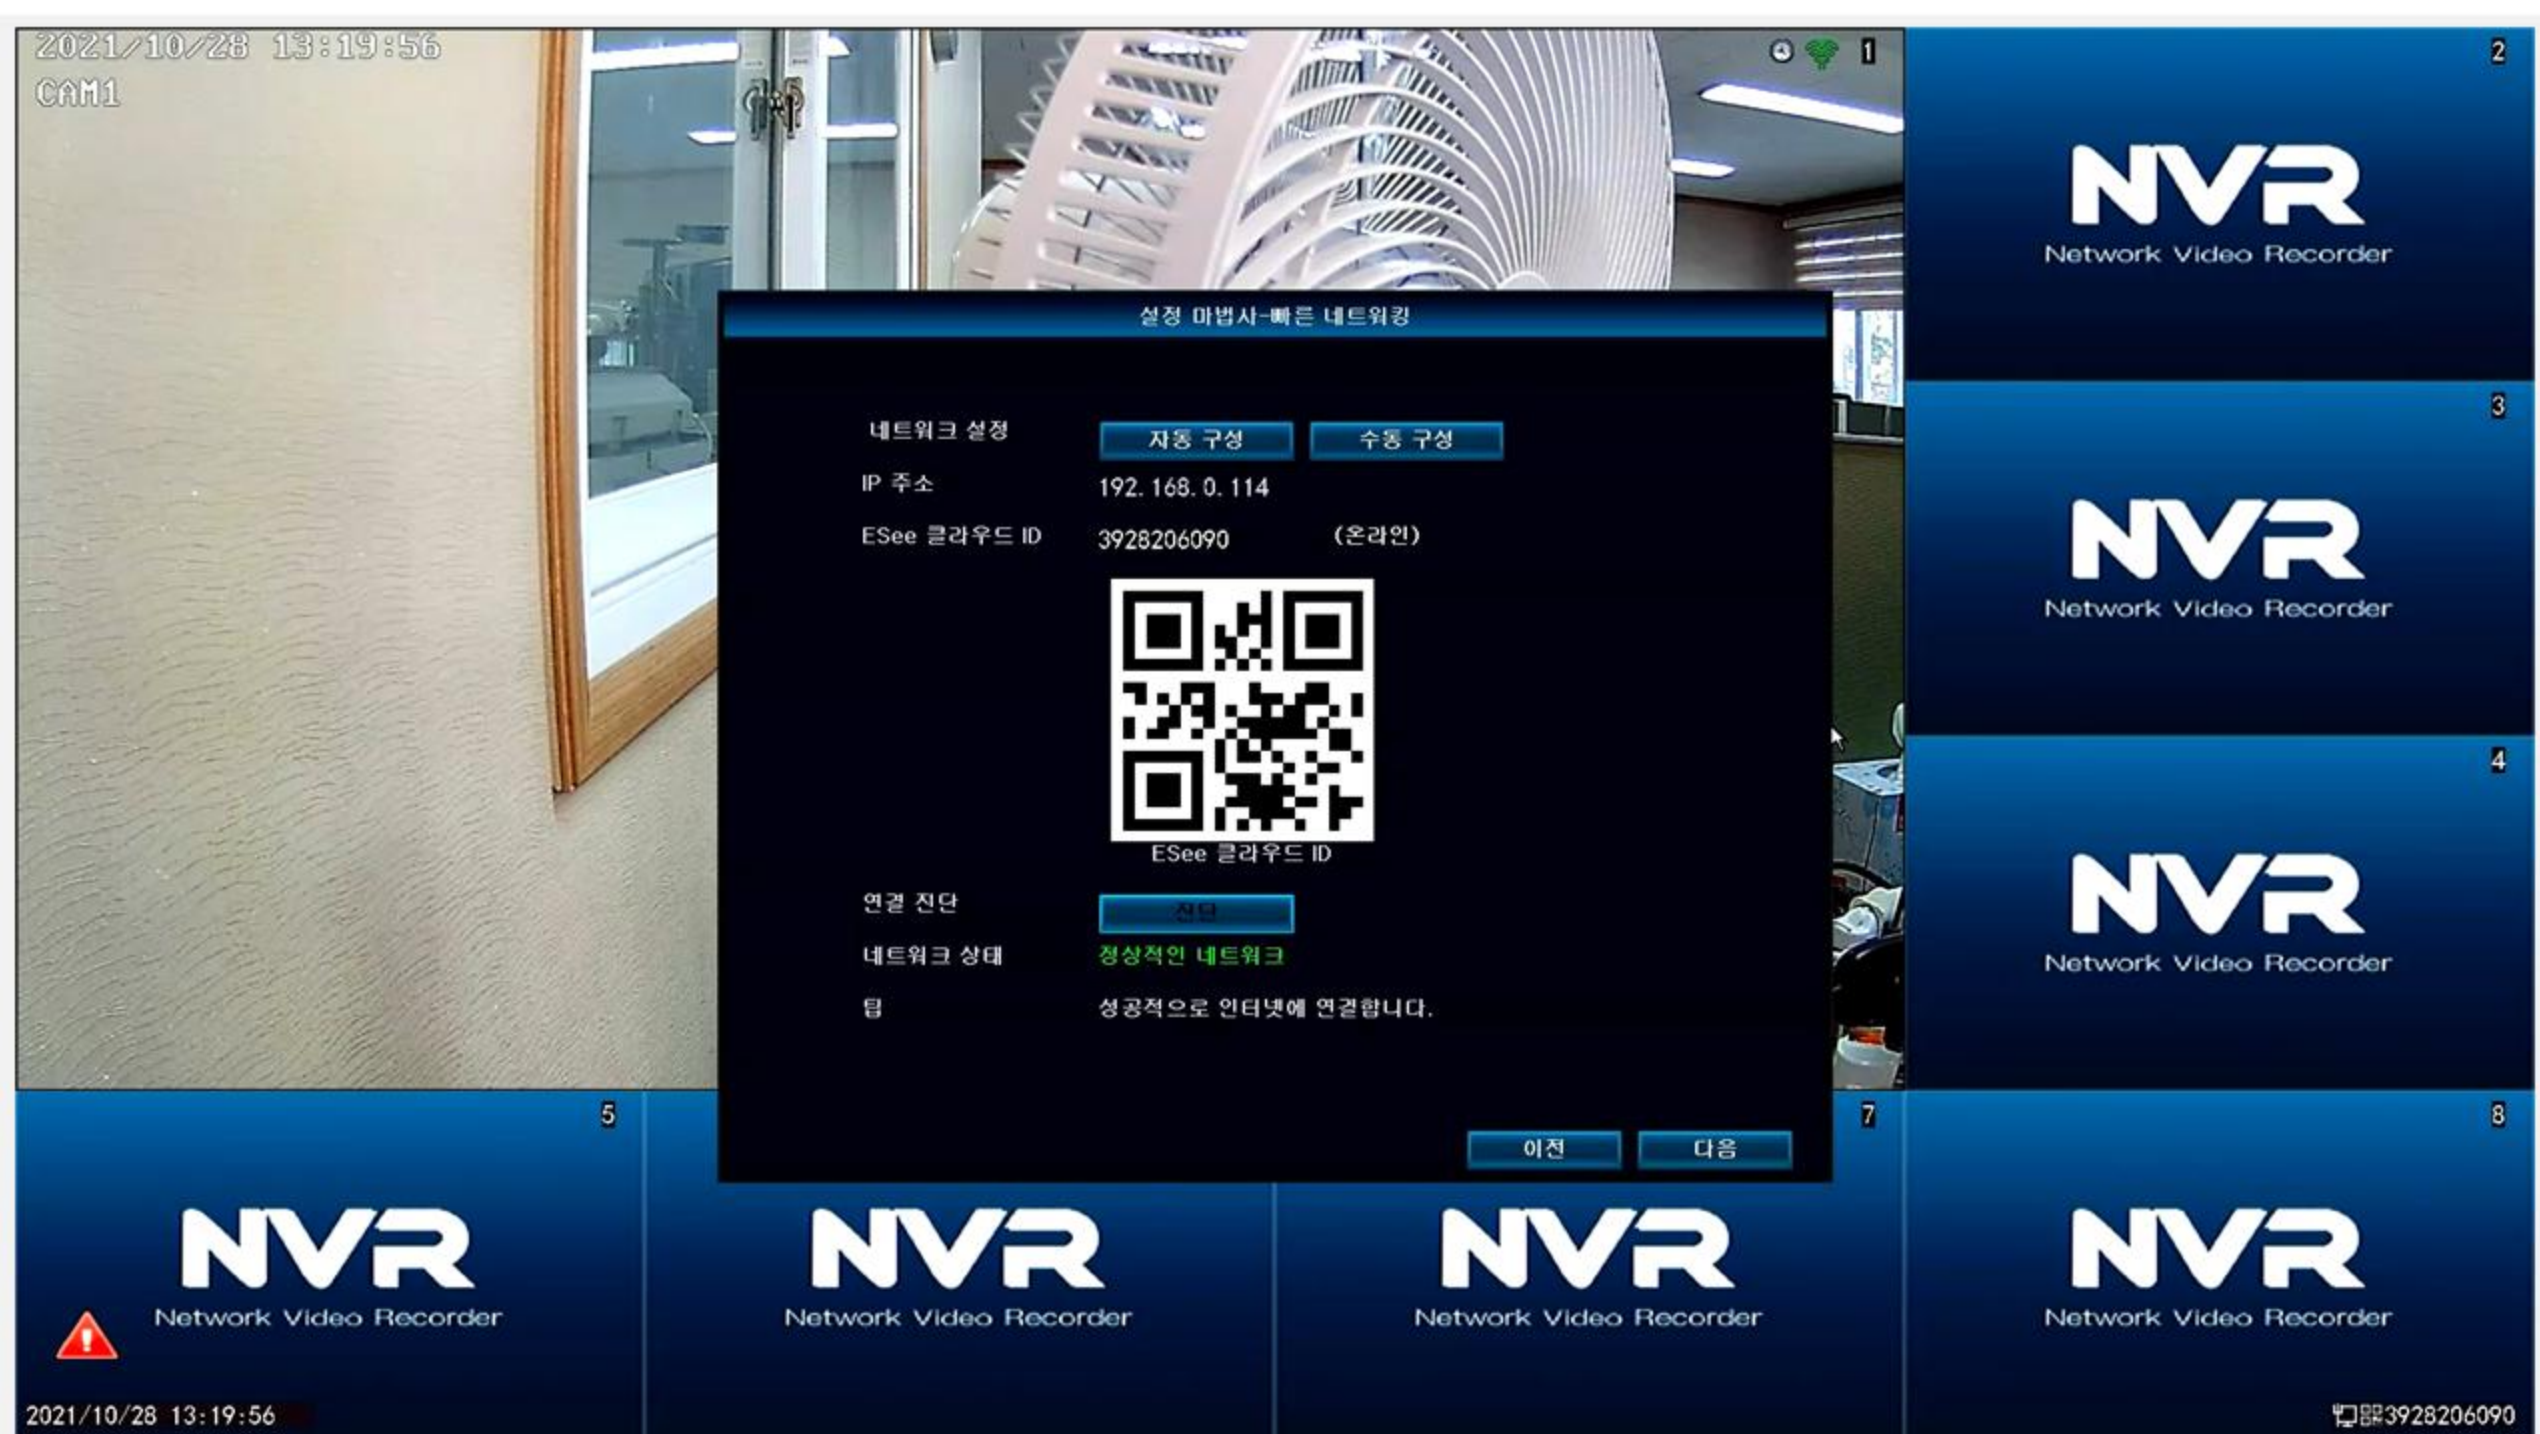 2021/10/28 13:19:56
CAM1
1
2
NVR
Network Video Recorder
설정 마법사-빠른 네트워킹
네트워크 설정
자동 구성
수동 구성
IP 주소
192.168.0.114
ESee 클라우드 ID
3928206090
(온라인)
ESee 클라우드 ID
연결 진단
진단
네트워크 상태
정상적인 네트워크
팁
성공적으로 인터넷에 연결합니다.
이전
다음
3
NVR
Network Video Recorder
4
NVR
Network Video Recorder
5
NVR
Network Video Recorder
NVR
Network Video Recorder
7
NVR
Network Video Recorder
8
NVR
Network Video Recorder
2021/10/28 13:19:56
3928206090